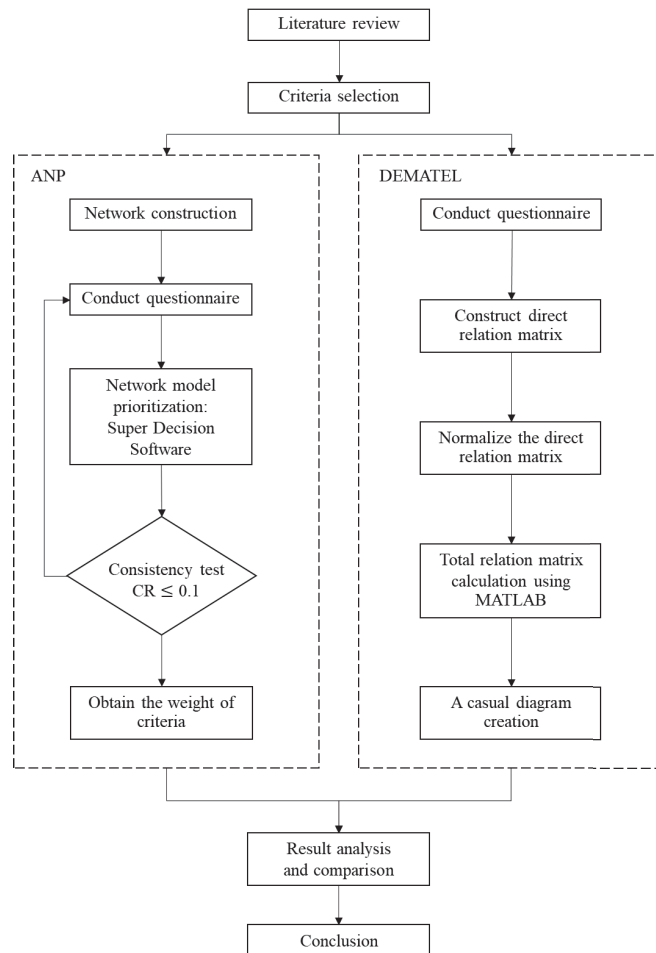 Literature review
Criteria selection
ANP
Network construction
Conduct questionnaire
Network model
prioritization:
Super Decision
Software
Consistency test
CR ≤ 0.1
Obtain the weight of
criteria
DEMATEL
Conduct questionnaire
Construct direct
relation matrix
Normalize the direct
relation matrix
Total relation matrix
calculation using
MATLAB
A casual diagram
creation
Result analysis
and comparison
Conclusion